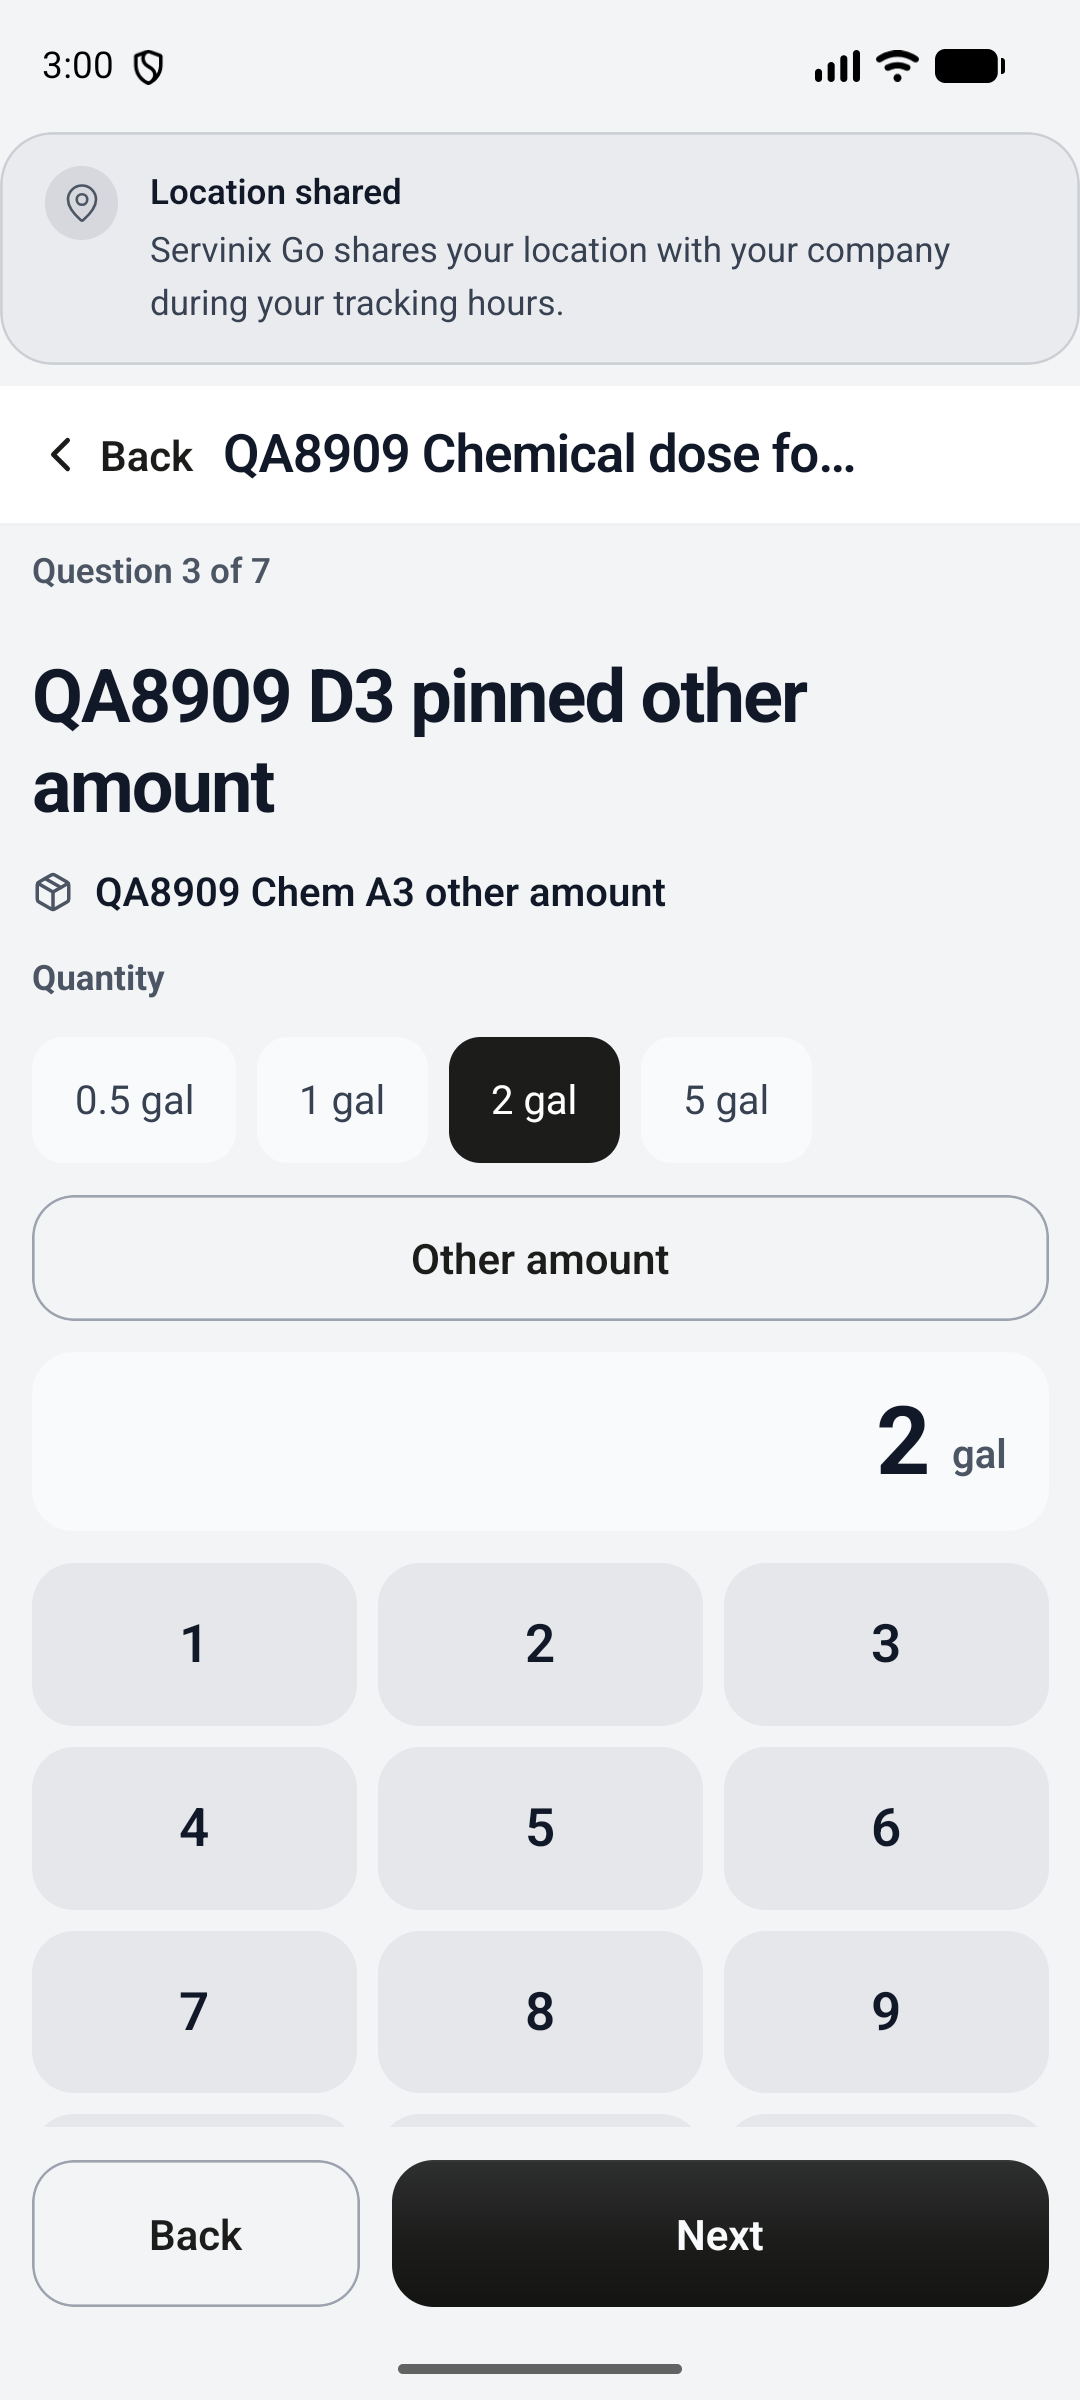 3:00
Location shared
Servinix Go shares your location with your company
during your tracking hours.
Back QA8909 Chemical dose fo...
Question 3 of 7
QA8909 D3 pinned other
amount
QA8909 Chem A3 other amount
Quantity
0.5 gal 1 gal 2 gal 5 gal
Other amount
2 gal
1 2 3
4 5 6
7 8 9
Back Next